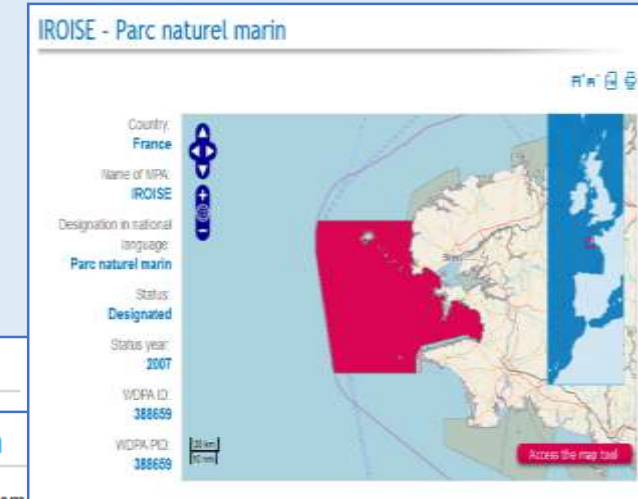 IROISE - Parc naturel marin
Country:
France
Name of MPA:
IROISE
Designation in national
language:
Parc naturel marin
Status:
Designated
Status year:
2007
WDPA ID:
388659
WDPA PID:
388659
Access the map tool